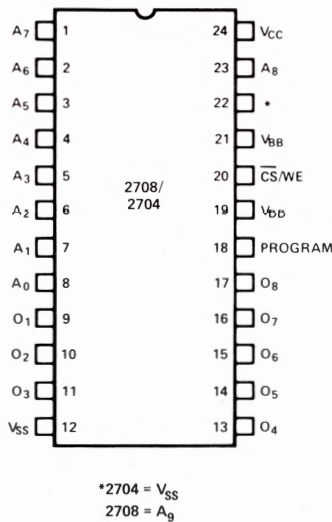 A7 1 24 VCC
A6 2 23 A8
A5 3 22 *
A4 4 21 VBB
A3 5 20 C̅S̅/WE
A2 6 19 VDD
2708/
2704
A1 7 18 PROGRAM
A0 8 17 O8
O1 9 16 O7
O2 10 15 O6
O3 11 14 O5
VSS 12 13 O4
*2704 = VSS
2708 = A9